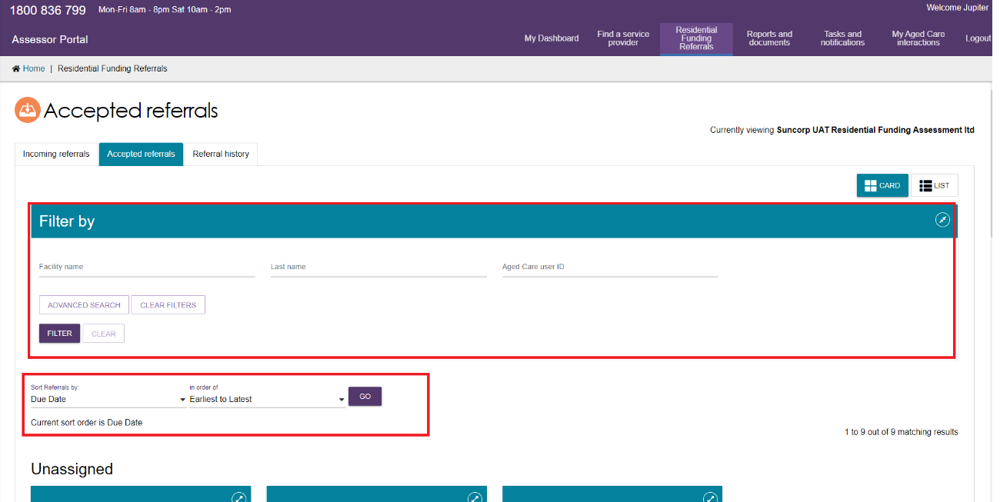 1800 836 799 Mon-Fri 8am - 8pm Sat 10am - 2pm
Welcome Jupiter
Assessor Portal
My Dashboard
Find a service
provider
Residential
Funding
Referrals
Reports and
documents
Tasks and
notifications
My Aged Care
interactions
Logout
Home | Residential Funding Referrals
Accepted referrals
Currently viewing Suncorp UAT Residential Funding Assessment ltd
Incoming referrals Accepted referrals Referral history
CARD LIST
Filter by
Facility name Last name Aged Care user ID
ADVANCED SEARCH CLEAR FILTERS
FILTER CLEAR
Sort Referrals by: in order of
Due Date Earliest to Latest GO
Current sort order is Due Date
1 to 9 out of 9 matching results
Unassigned